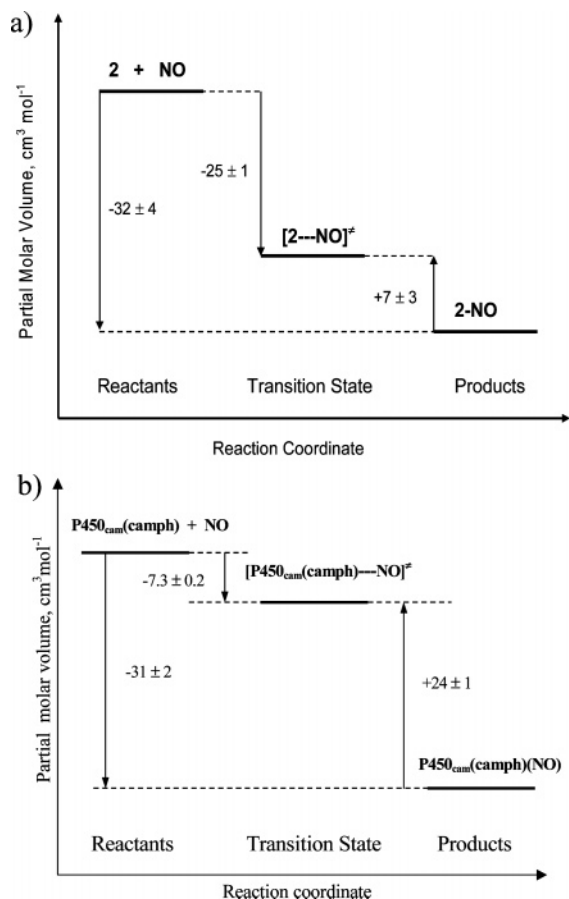 a)
Partial Molar Volume, cm³ mol⁻¹
2 + NO
-25 ± 1
-32 ± 4
[2---NO]≠
+7 ± 3
2-NO
Reactants Transition State Products
Reaction Coordinate
b)
Partial molar volume, cm³mol⁻¹
P450cam(camph) + NO
-7.3 ± 0.2
[P450cam(camph)---NO]≠
-31 ± 2
+24 ± 1
P450cam(camph)(NO)
Reactants Transition State Products
Reaction coordinate